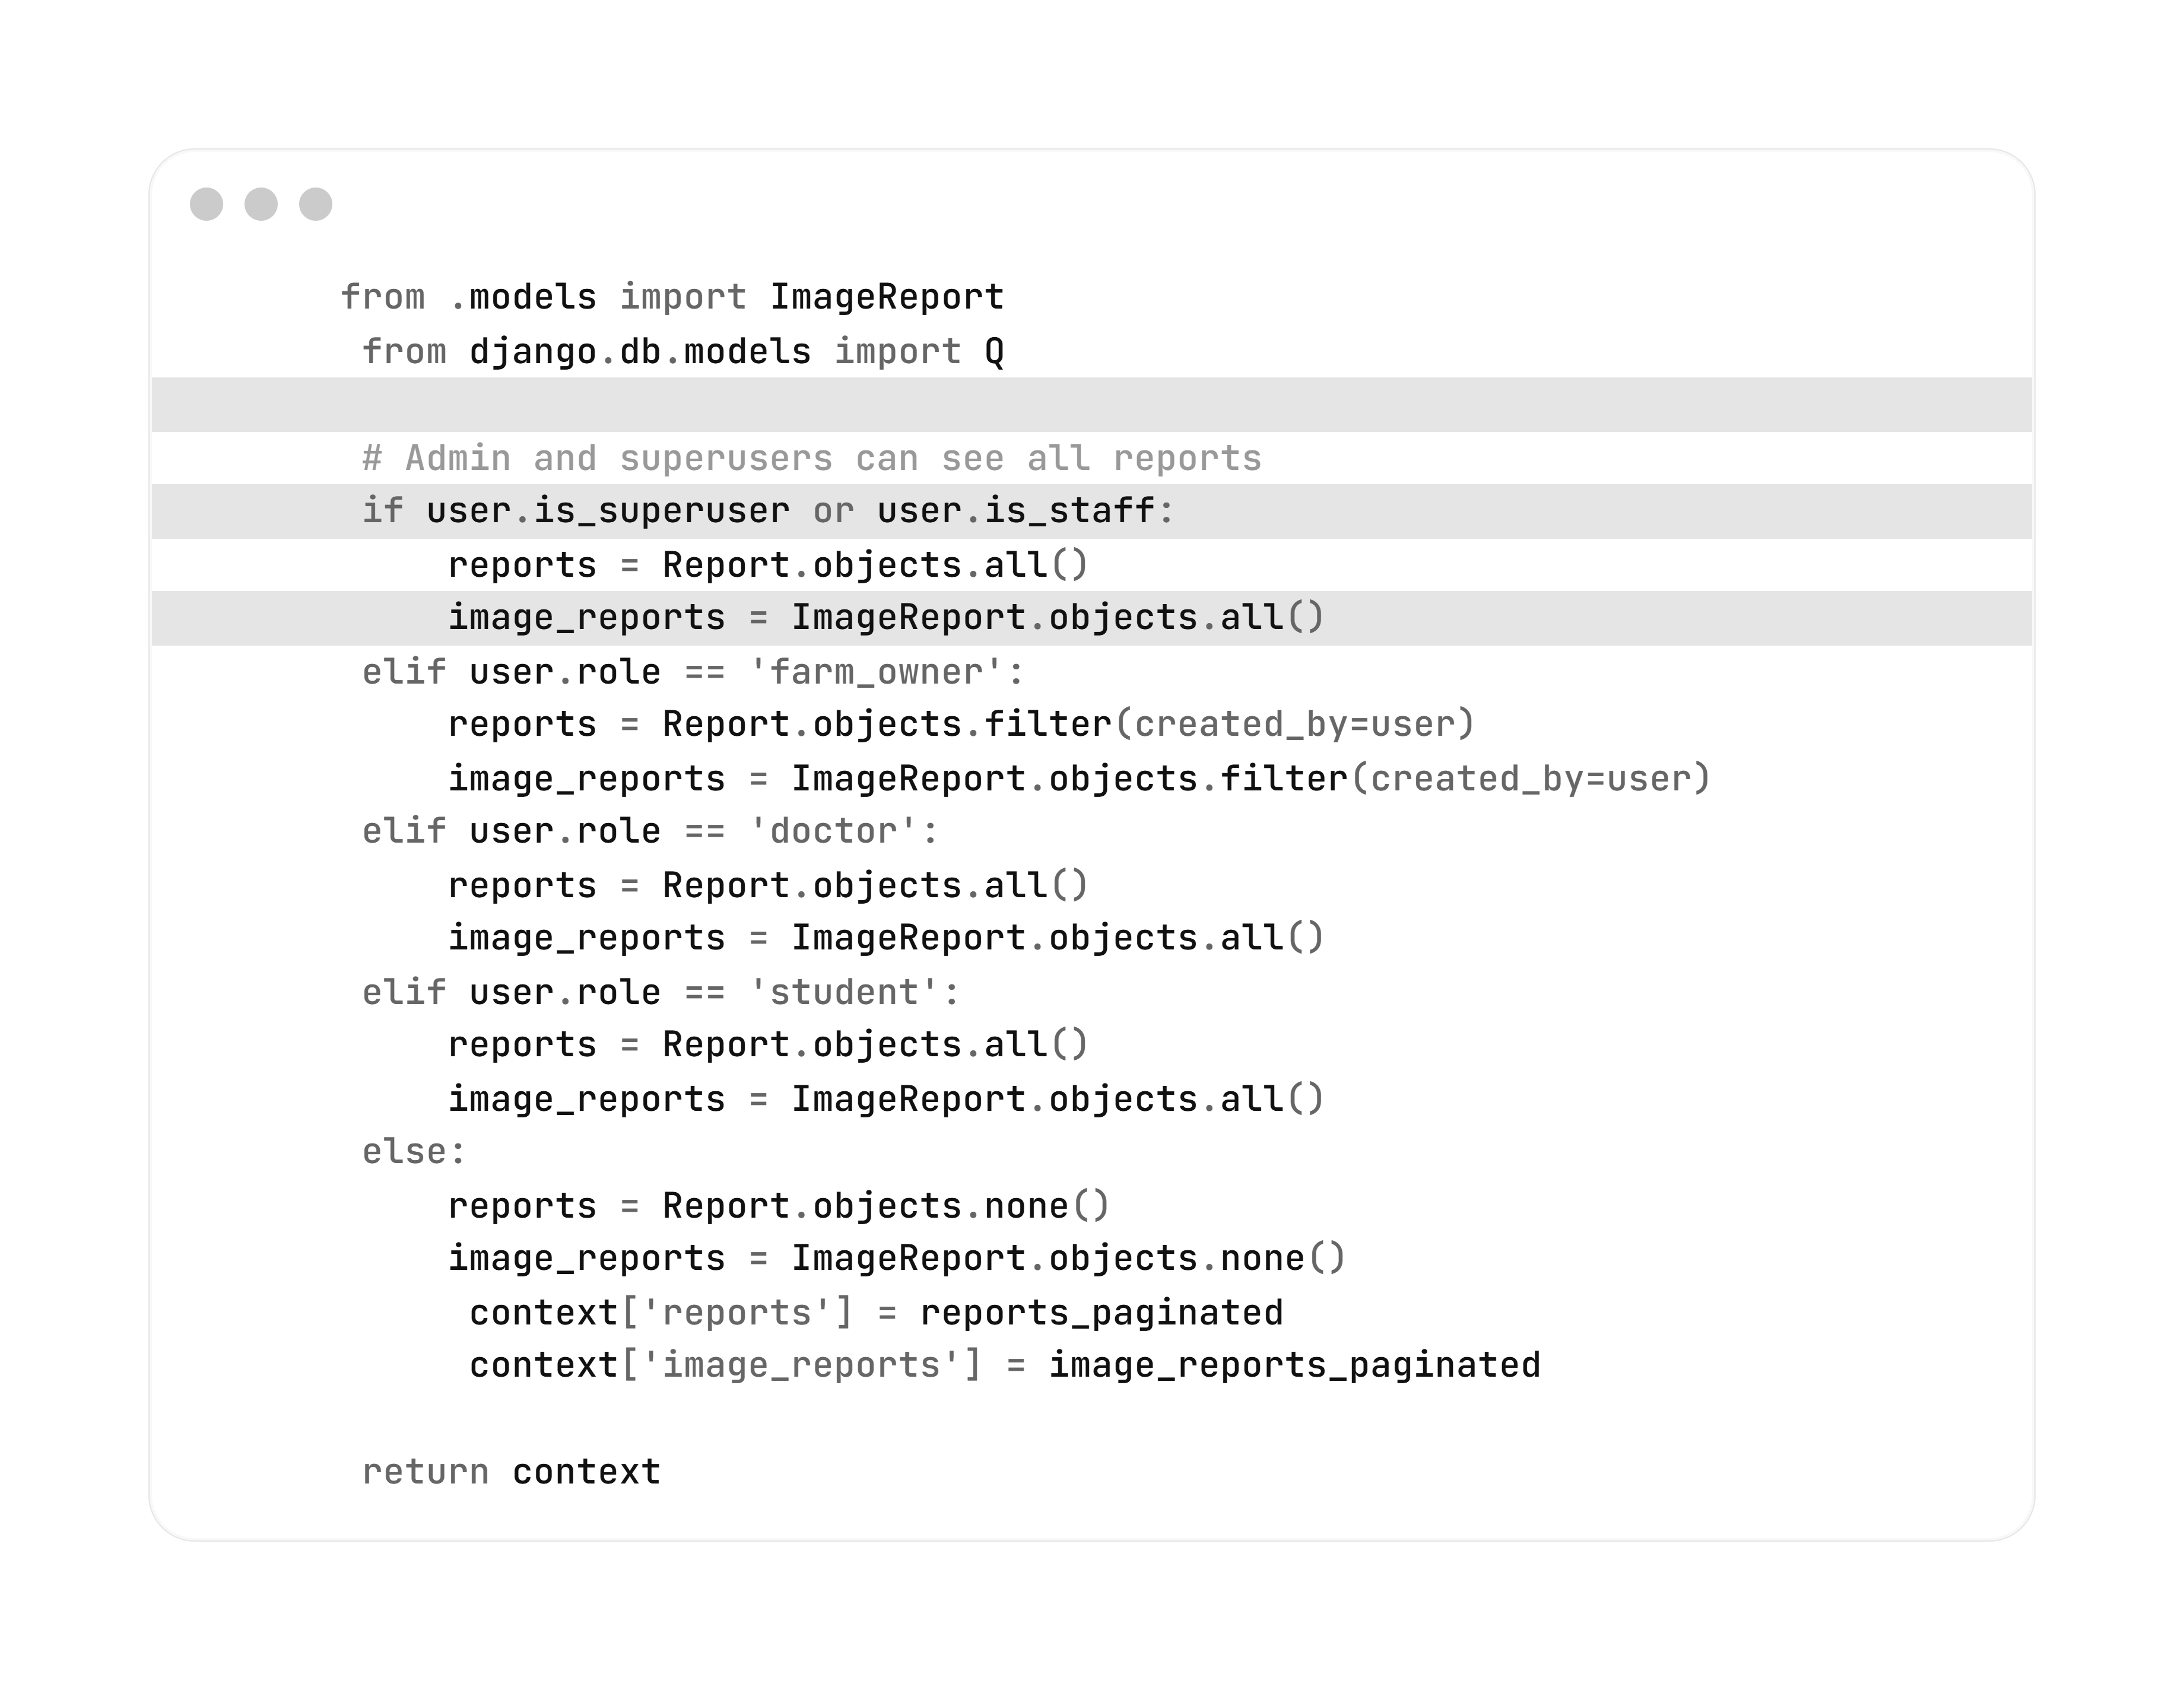 from .models import ImageReport
from django.db.models import Q
# Admin and superusers can see all reports
if user.is_superuser or user.is_staff:
reports = Report.objects.all()
image_reports = ImageReport.objects.all()
elif user.role == 'farm_owner':
reports = Report.objects.filter(created_by=user)
image_reports = ImageReport.objects.filter(created_by=user)
elif user.role == 'doctor':
reports = Report.objects.all()
image_reports = ImageReport.objects.all()
elif user.role == 'student':
reports = Report.objects.all()
image_reports = ImageReport.objects.all()
else:
reports = Report.objects.none()
image_reports = ImageReport.objects.none()
context['reports'] = reports_paginated
context['image_reports'] = image_reports_paginated
return context